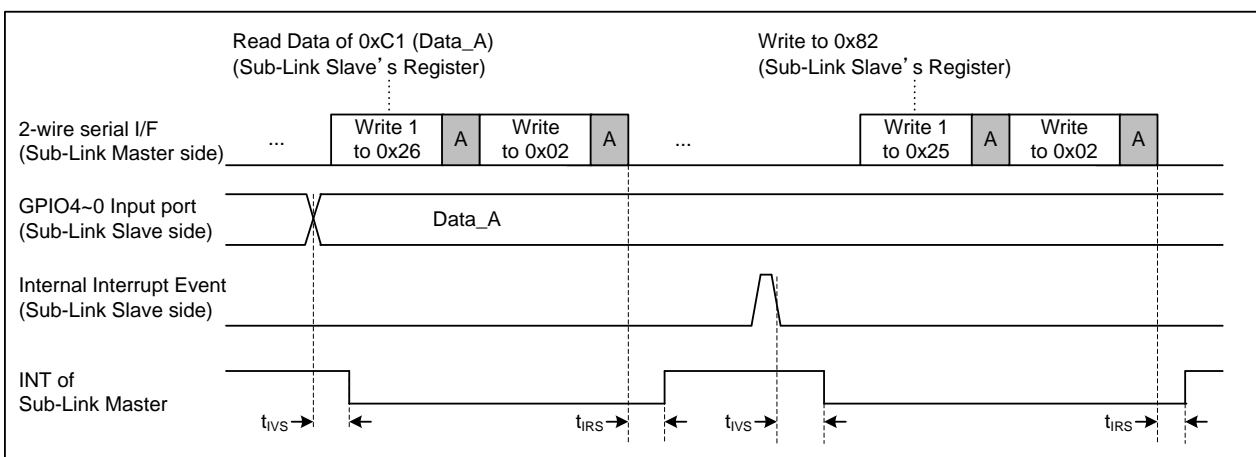 Read Data of 0xC1 (Data_A)
(Sub-Link Slave’s Register)
Write to 0x82
(Sub-Link Slave’s Register)
2-wire serial I/F
(Sub-Link Master side)
...
Write 1
to 0x26
A
Write
to 0x02
A
...
Write 1
to 0x25
A
Write
to 0x02
A
GPIO4~0 Input port
(Sub-Link Slave side)
Data_A
Internal Interrupt Event
(Sub-Link Slave side)
INT of
Sub-Link Master
tIVS
tIRS
tIVS
tIRS